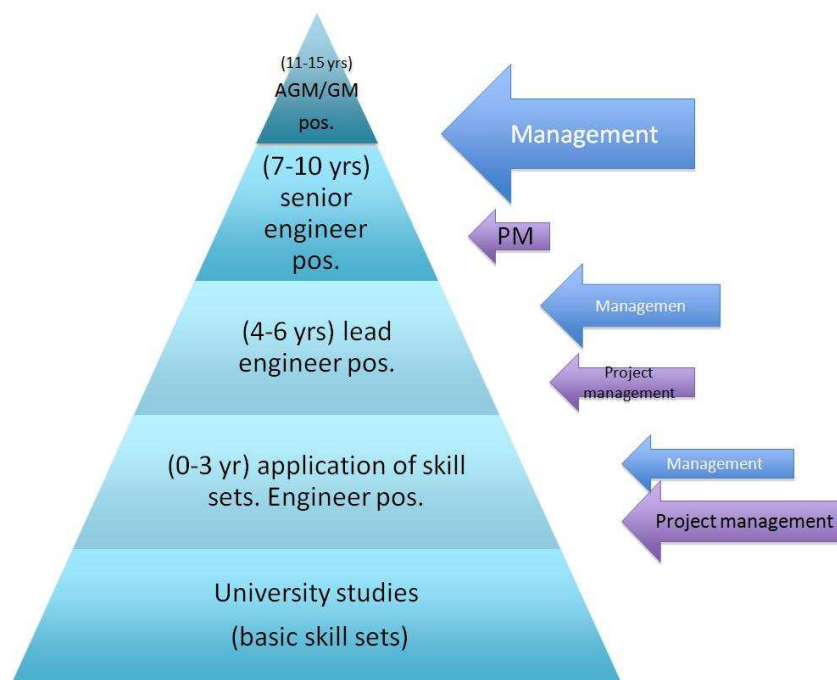 (11-15 yrs)
AGM/GM
pos.
Management
(7-10 yrs)
senior
engineer
pos.
PM
Managemen
(4-6 yrs) lead
engineer pos.
Project
management
(0-3 yr) application of skill
sets. Engineer pos.
Management
Project management
University studies
(basic skill sets)